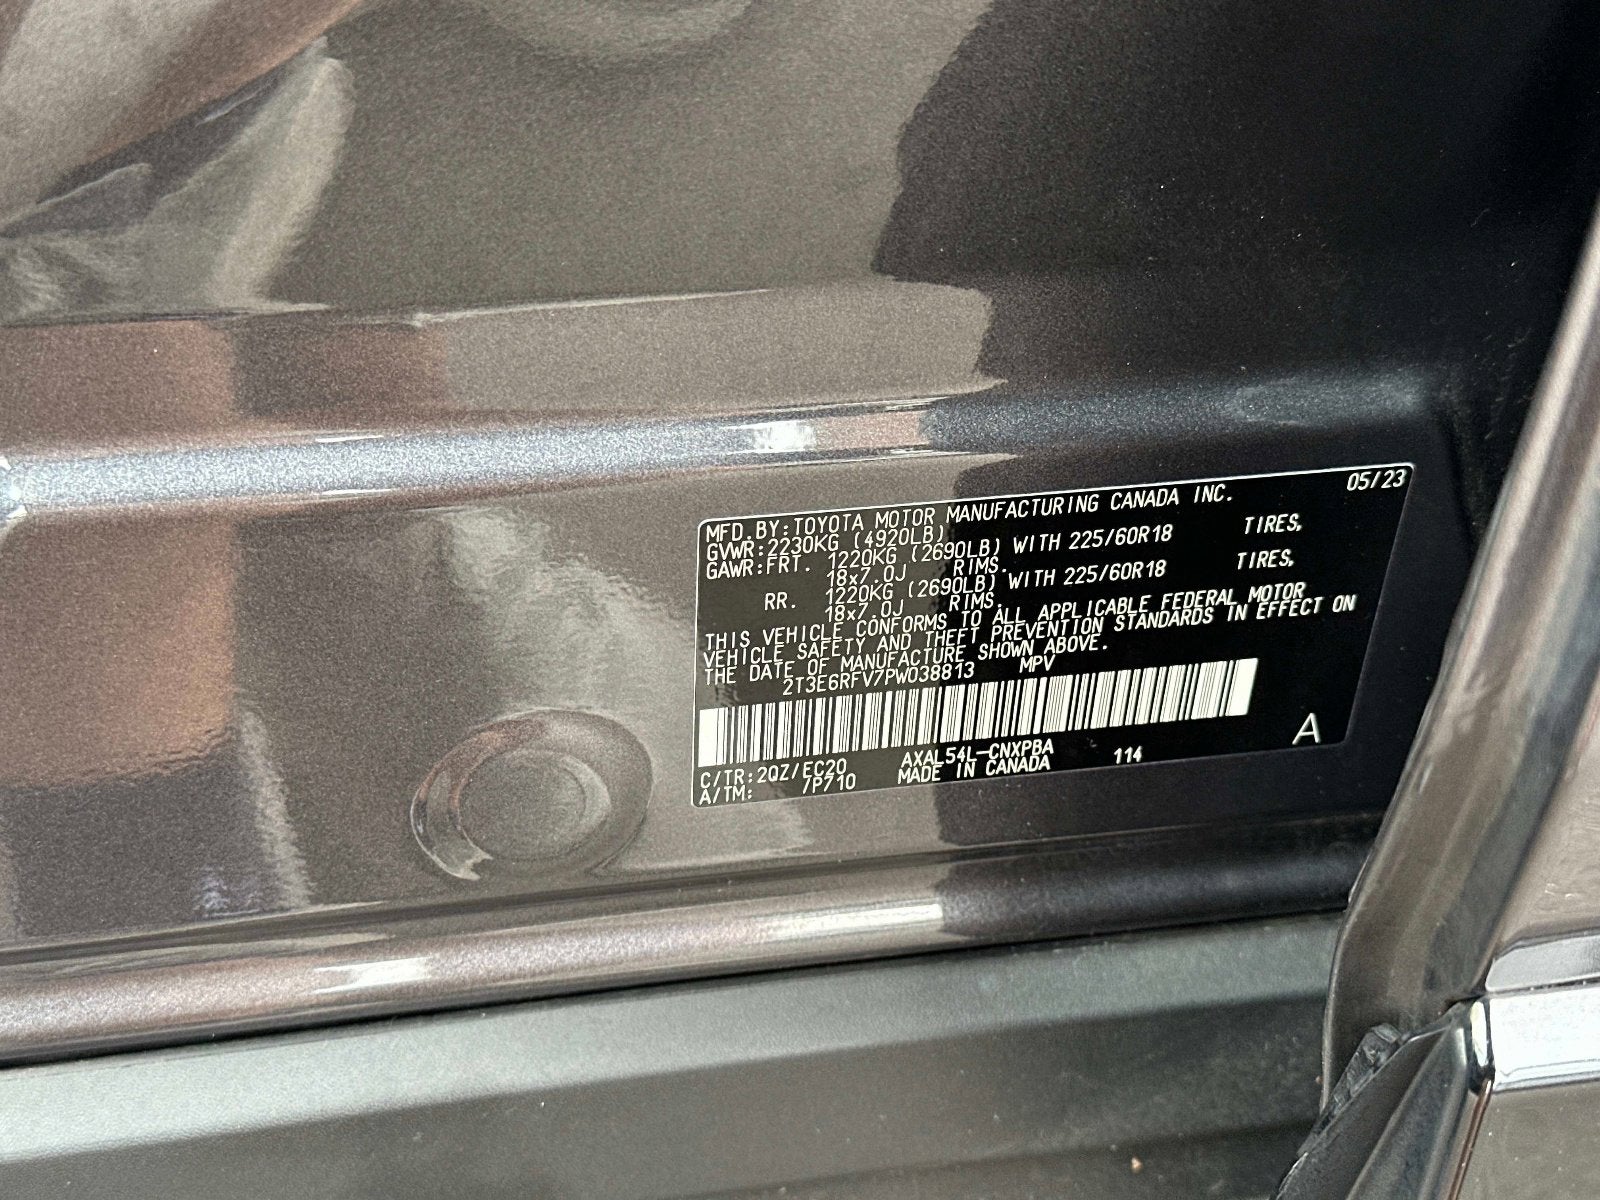 05/23
MFD.BY:TOYOTA MOTOR MANUFACTURING CANADA INC.
GVWR:2230KG (4920LB)
GAWR:FRT. 1220KG (2690LB) WITH 225/60R18 TIRES,
18x7.0J RIMS.
RR. 1220KG (2690LB) WITH 225/60R18 TIRES,
18x7.0J RIMS.
THIS VEHICLE CONFORMS TO ALL APPLICABLE FEDERAL MOTOR
VEHICLE SAFETY AND THEFT PREVENTION STANDARDS IN EFFECT ON
THE DATE OF MANUFACTURE SHOWN ABOVE.
2T3E6RFV7PW038813 MPV
A
C/TR:2QZ/EC20 AXAL54L-CNXPBA 114
A/TM: /P710 MADE IN CANADA